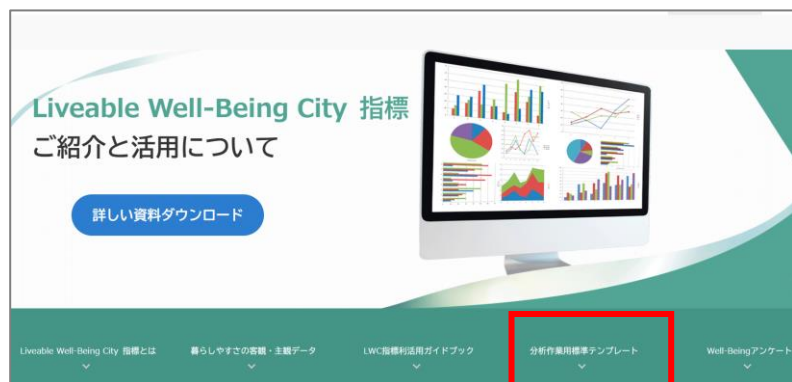 Liveable Well-Being City 指標
ご紹介と活用について
詳しい資料ダウンロード
Liveable Well-Being City 指標とは
暮らしやすさの客観・主観データ
LWC指標利活用ガイドブック
分析作業用標準テンプレート
Well-Beingアンケート